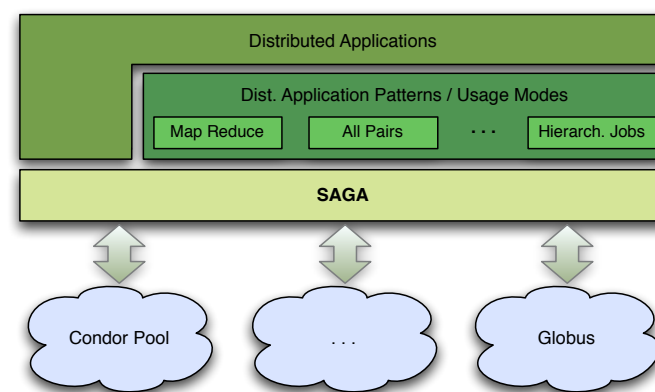 Distributed Applications
Dist. Application Patterns / Usage Modes
Map Reduce All Pairs . . . Hierarch. Jobs
SAGA
Condor Pool . . . Globus